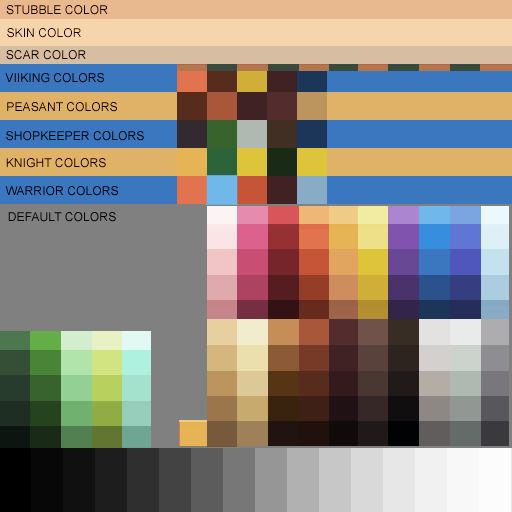 STUBBLE COLOR
SKIN COLOR
SCAR COLOR
VIIKING COLORS
PEASANT COLORS
SHOPKEEPER COLORS
KNIGHT COLORS
WARRIOR COLORS
DEFAULT COLORS